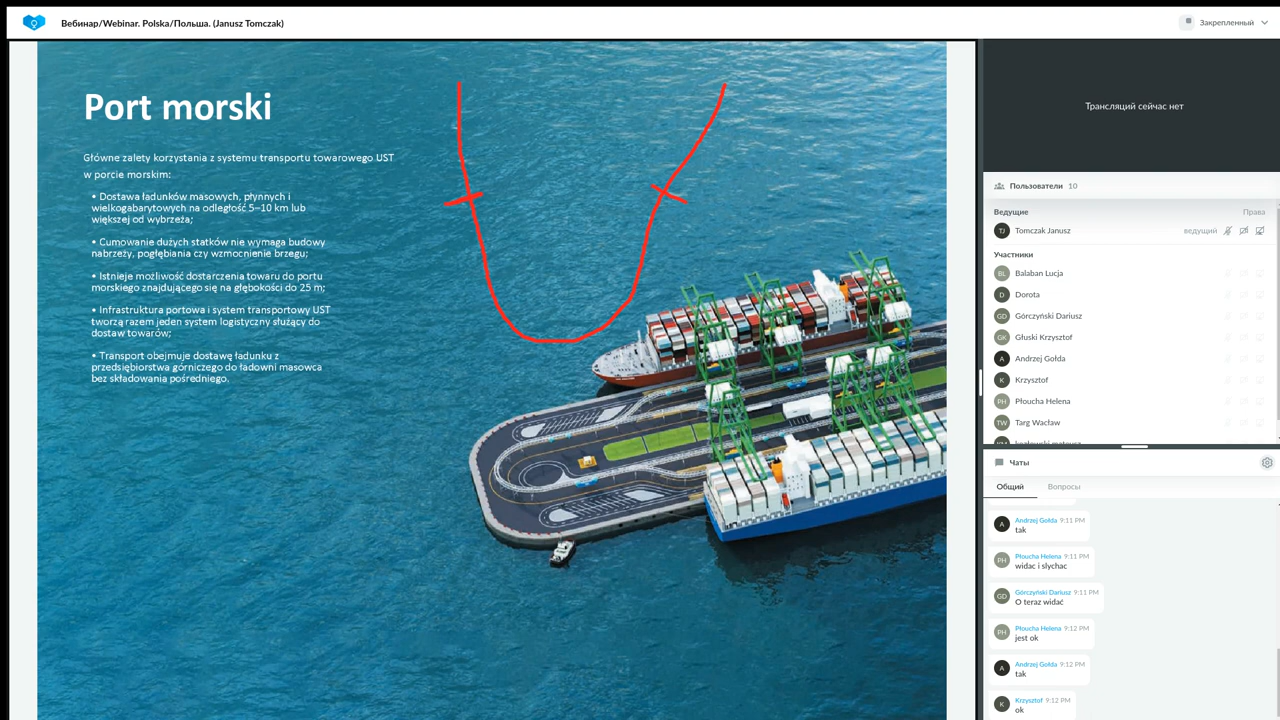 Вебинар/Webinar. Polska/Польша. (Janusz Tomczak)
Закрепленный
Port morski
Główne zalety korzystania z systemu transportu towarowego UST
w porcie morskim:
• Dostawa ładunków masowych, płynnych i
wielkogabarytowych na odległość 5–10 km lub
większej od wybrzeża;
• Cumowanie dużych statków nie wymaga budowy
nabrzeży, pogłębiania czy wzmocnienie brzegu;
• Istnieje możliwość dostarczenia towaru do portu
morskiego znajdującego się na głębokości do 25 m;
• Infrastruktura portowa i system transportowy UST
tworzą razem jeden system logistyczny służący do
dostaw towarów;
• Transport obejmuje dostawę ładunku z
przedsiębiorstwa górniczego do ładowni masowca
bez składowania pośredniego.
Трансляций сейчас нет
Пользователи 10
Ведущие Права
TJ Tomczak Janusz ведущий
Участники
BL Balaban Lucja
D Dorota
GD Górczyński Dariusz
GK Głuski Krzysztof
A Andrzej Gołda
K Krzysztof
PH Płoucha Helena
TW Targ Wacław
kozłowski mateusz
Чаты
Общий Вопросы
A Andrzej Gołda 9:11 PM
tak
PH Płoucha Helena 9:11 PM
widac i slychac
GD Górczyński Dariusz 9:11 PM
O teraz widać
PH Płoucha Helena 9:12 PM
jest ok
A Andrzej Gołda 9:12 PM
tak
K Krzysztof 9:12 PM
ok